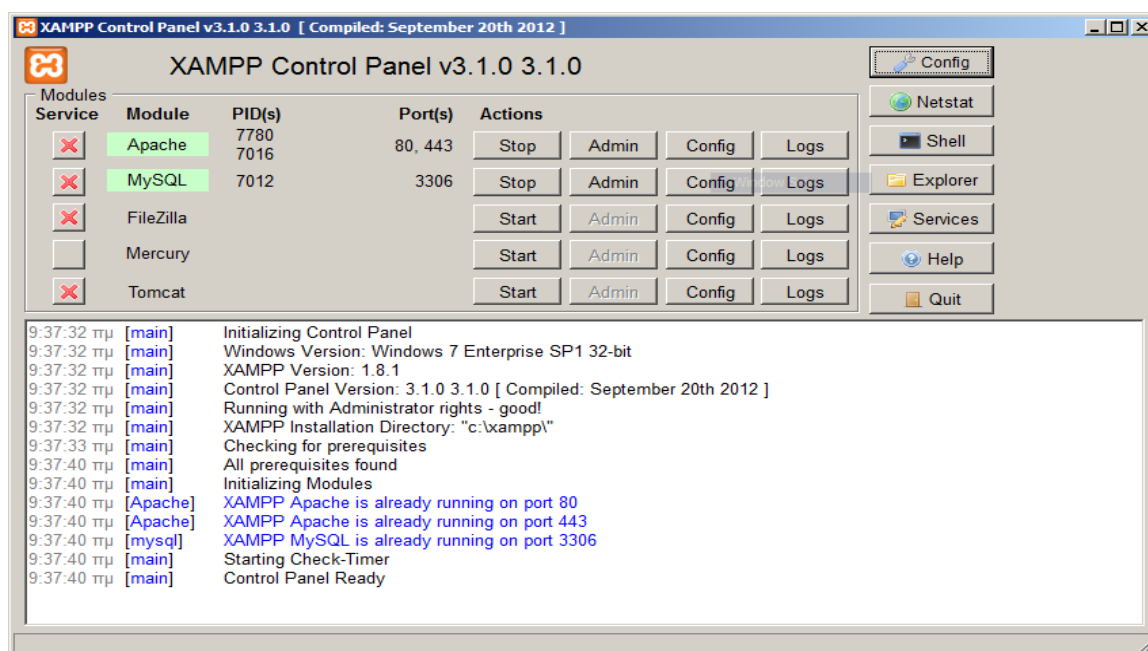 XAMPP Control Panel v3.1.0 3.1.0 [ Compiled: September 20th 2012 ]
XAMPP Control Panel v3.1.0 3.1.0
Config
Modules
Netstat
Service Module PID(s) Port(s) Actions
Apache 7780 7016 80, 443 Stop Admin Config Logs
Shell
MySQL 7012 3306 Stop Admin Config Logs
Explorer
FileZilla Start Admin Config Logs
Services
Mercury Start Admin Config Logs
Help
Tomcat Start Admin Config Logs
Quit
9:37:32 πμ [main] Initializing Control Panel
9:37:32 πμ [main] Windows Version: Windows 7 Enterprise SP1 32-bit
9:37:32 πμ [main] XAMPP Version: 1.8.1
9:37:32 πμ [main] Control Panel Version: 3.1.0 3.1.0 [ Compiled: September 20th 2012 ]
9:37:32 πμ [main] Running with Administrator rights - good!
9:37:32 πμ [main] XAMPP Installation Directory: "c:\xampp\"
9:37:33 πμ [main] Checking for prerequisites
9:37:40 πμ [main] All prerequisites found
9:37:40 πμ [main] Initializing Modules
9:37:40 πμ [Apache] XAMPP Apache is already running on port 80
9:37:40 πμ [Apache] XAMPP Apache is already running on port 443
9:37:40 πμ [mysql] XAMPP MySQL is already running on port 3306
9:37:40 πμ [main] Starting Check-Timer
9:37:40 πμ [main] Control Panel Ready